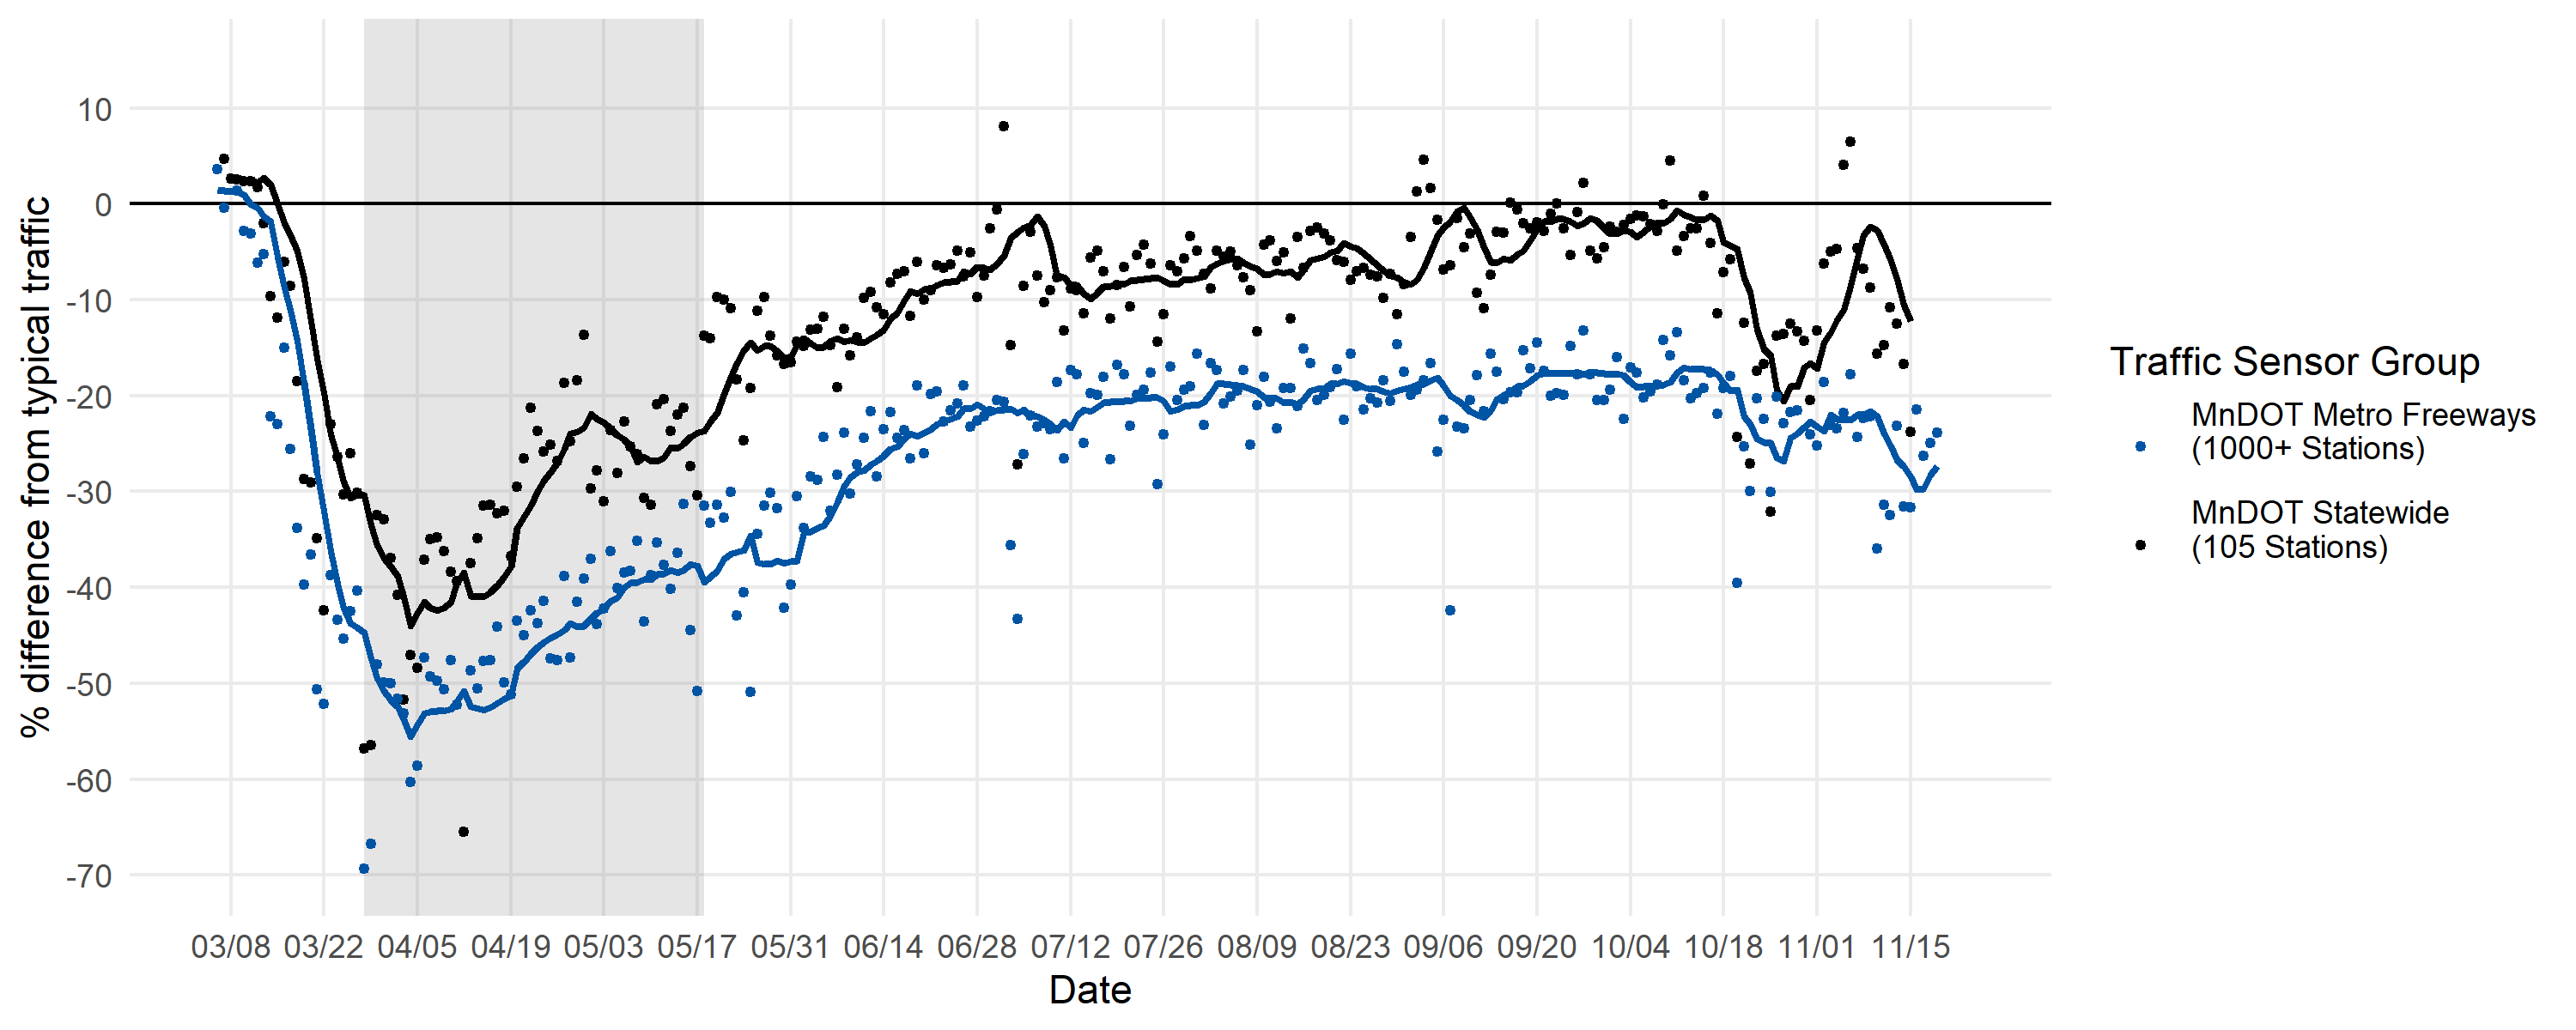 % difference from typical traffic
10
0
-10
-20
-30
-40
-50
-60
-70
03/08 03/22 04/05 04/19 05/03 05/17 05/31 06/14 06/28 07/12 07/26 08/09 08/23 09/06 09/20 10/04 10/18 11/01 11/15
Date
Traffic Sensor Group
MnDOT Metro Freeways
(1000+ Stations)
MnDOT Statewide
(105 Stations)